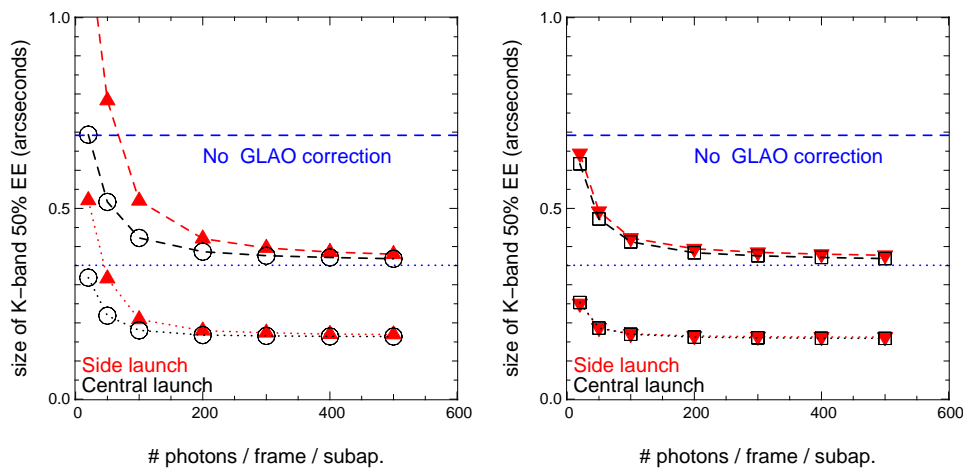 1.0
0.5
0.0
0
200
400
600
size of K−band 50% EE (arcseconds)
# photons / frame / subap.
No GLAO correction
Side launch
Central launch
1.0
0.5
0.0
0
200
400
600
size of K−band 50% EE (arcseconds)
# photons / frame / subap.
No GLAO correction
Side launch
Central launch